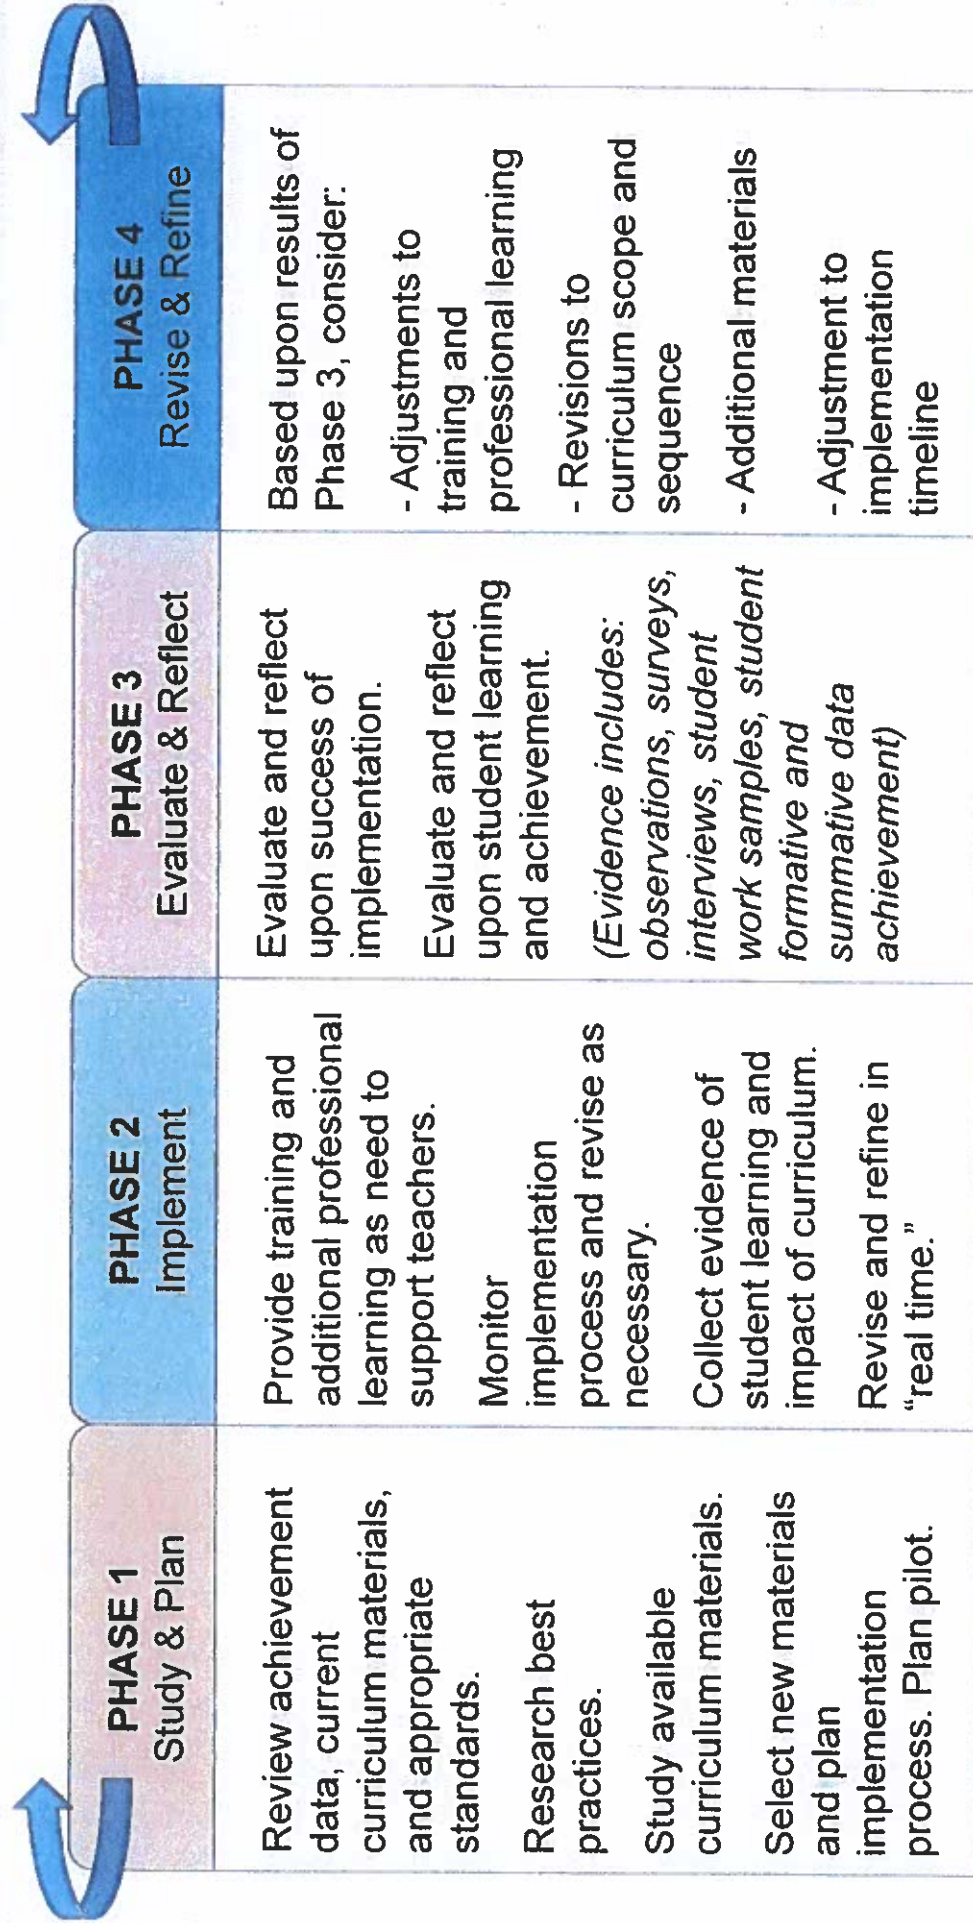 PHASE 1
Study & Plan
Review achievement
data, current
curriculum materials,
and appropriate
standards.
Research best
practices.
Study available
curriculum materials.
Select new materials
and plan
implementation
process. Plan pilot.
PHASE 2
Implement
Provide training and
additional professional
learning as need to
support teachers.
Monitor
implementation
process and revise as
necessary.
Collect evidence of
student learning and
impact of curriculum.
Revise and refine in
“real time.”
PHASE 3
Evaluate & Reflect
Evaluate and reflect
upon success of
implementation.
Evaluate and reflect
upon student learning
and achievement.
(Evidence includes:
observations, surveys,
interviews, student
work samples, student
formative and
summative data
achievement)
PHASE 4
Revise & Refine
Based upon results of
Phase 3, consider:
- Adjustments to
training and
professional learning
- Revisions to
curriculum scope and
sequence
- Additional materials
- Adjustment to
implementation
timeline